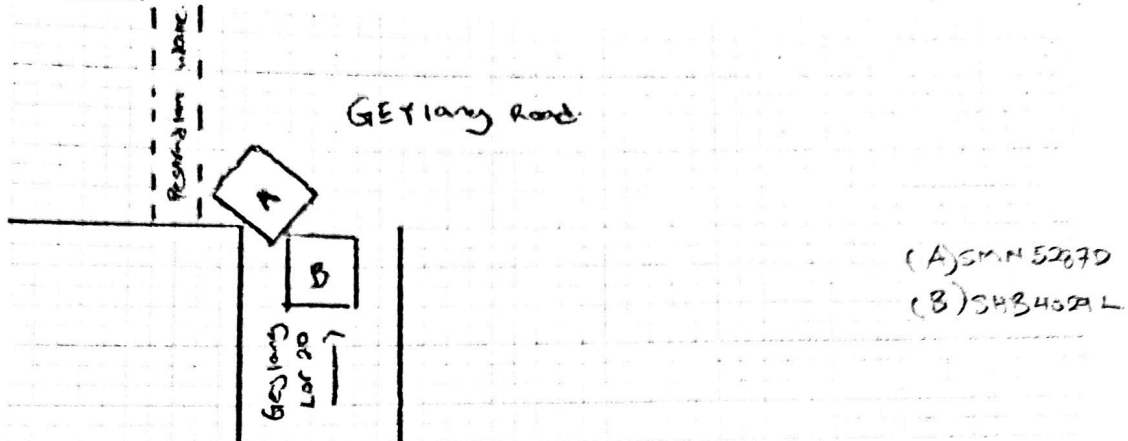 GEYlang Road.
A
B
(A) SMN 5287D
(B) SHB4029L
Geylang
Lor 20